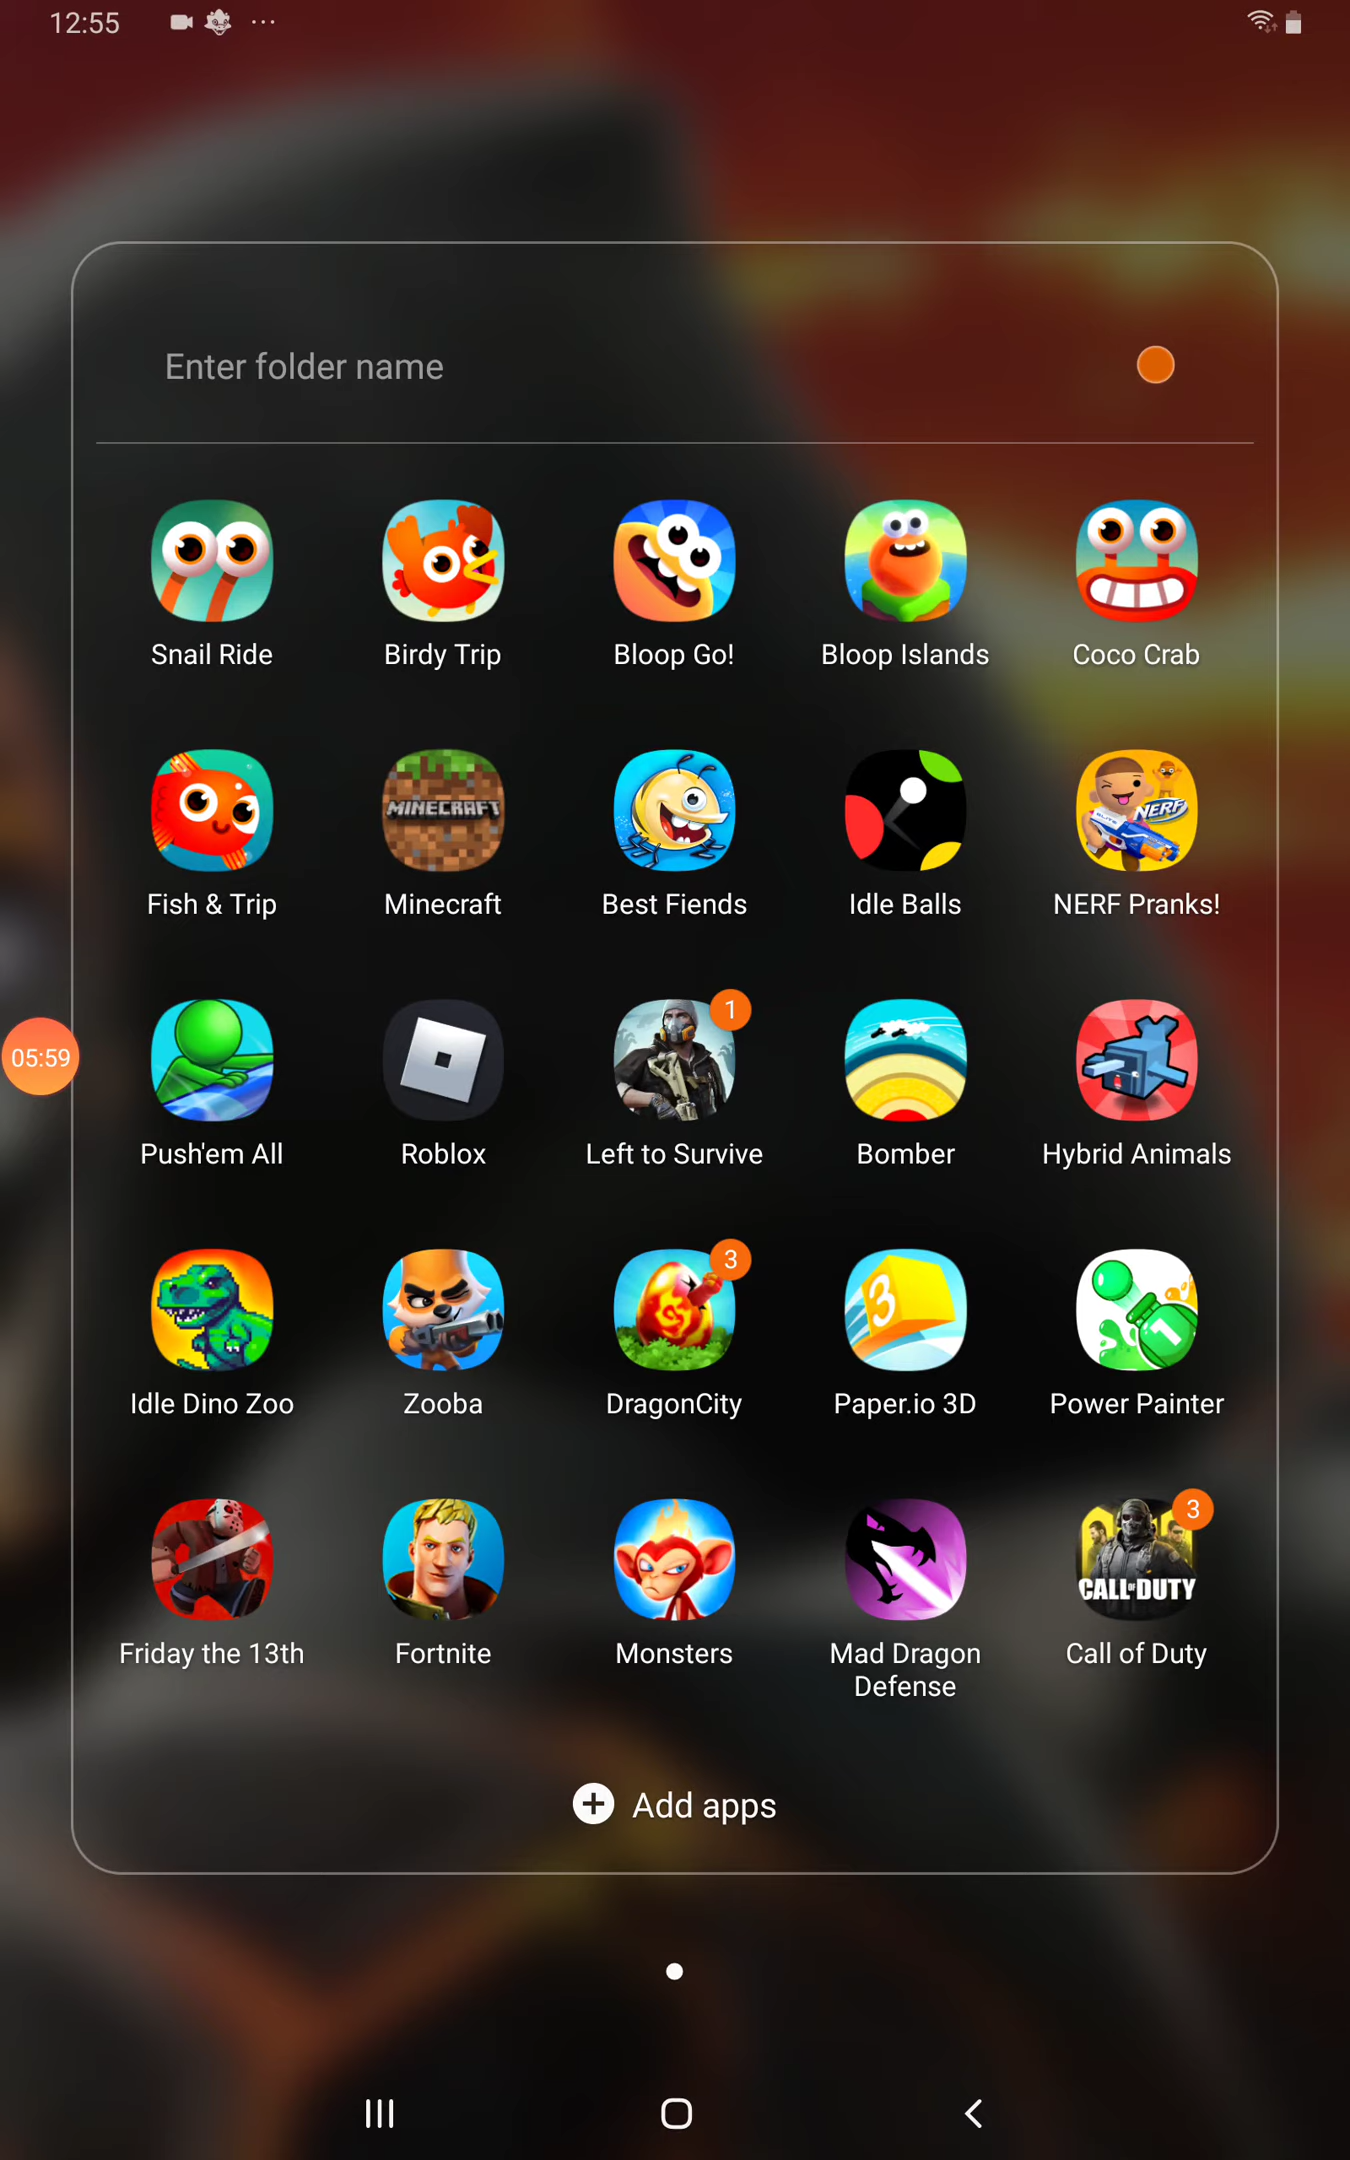 12:55
Enter folder name
Snail Ride
Birdy Trip
Bloop Go!
Bloop Islands
Coco Crab
MINECRAFT
ELITE
NERF
Fish & Trip
Minecraft
Best Fiends
Idle Balls
NERF Pranks!
1
05:59
Push'em All
Roblox
Left to Survive
Bomber
Hybrid Animals
3
3
1
Idle Dino Zoo
Zooba
DragonCity
Paper.io 3D
Power Painter
3
CALL OF DUTY
Friday the 13th
Fortnite
Monsters
Mad Dragon
Defense
Call of Duty
Add apps